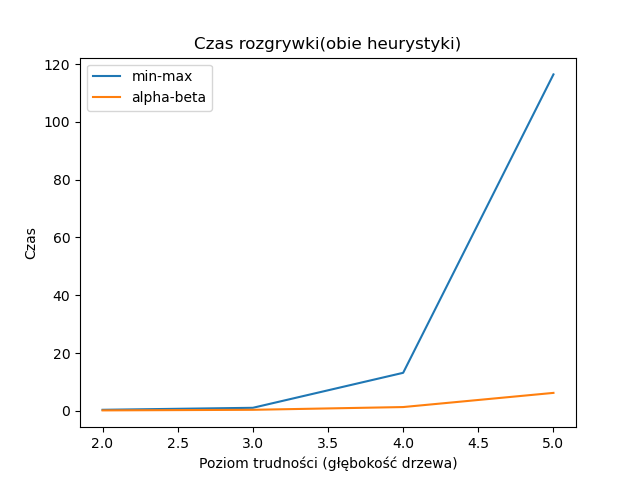 Czas rozgrywki(obie heurystyki)
min-max
alpha-beta
120
100
80
60
40
20
0
Czas
2.0 2.5 3.0 3.5 4.0 4.5 5.0
Poziom trudności (głębokość drzewa)